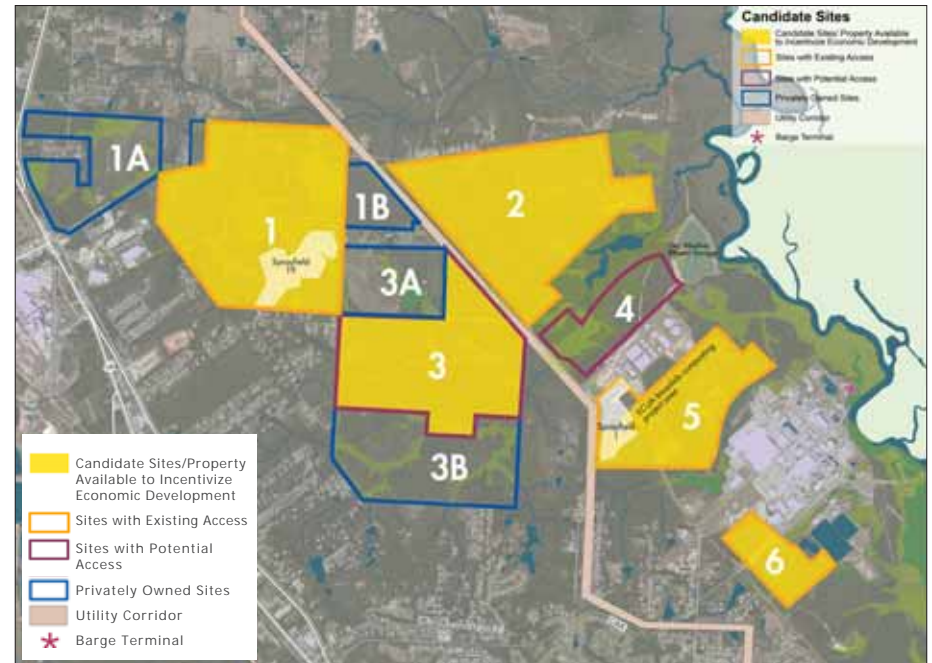 Candidate Sites
Candidate Sites/ Property Available
to Incentivize Economic Development
Sites with Existing Access
Sites with Potential Access
Privately Owned Sites
Utility Corridor
Barge Terminal
1A
1
1B
2
3A
4
3
5
3B
6
Candidate Sites/Property
Available to Incentivize
Economic Development
Sites with Existing Access
Sites with Potential
Access
Privately Owned Sites
Utility Corridor
Barge Terminal